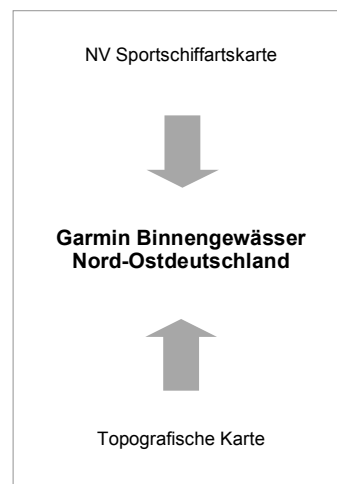 NV Sportschiffartskarte
Garmin Binnengewässer
Nord-Ostdeutschland
Topografische Karte